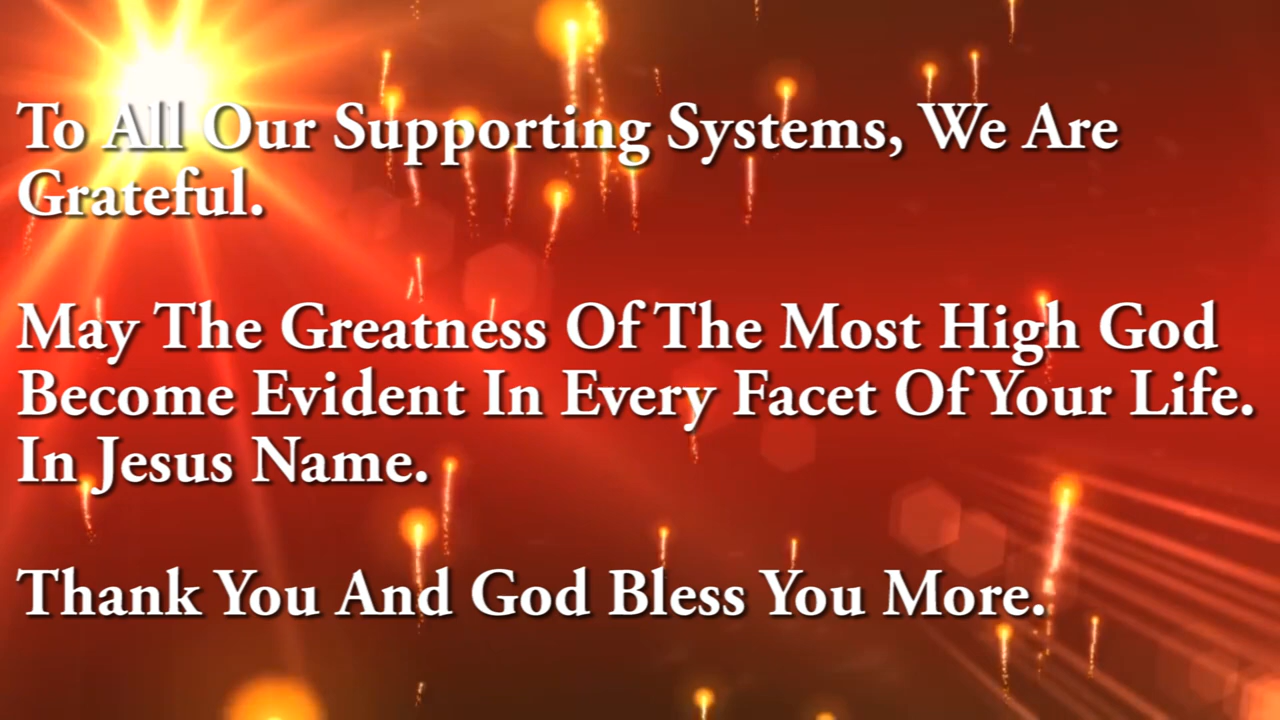 To All Our Supporting Systems, We Are
Grateful.
May The Greatness Of The Most High God
Become Evident In Every Facet Of Your Life.
In Jesus Name.
Thank You And God Bless You More.